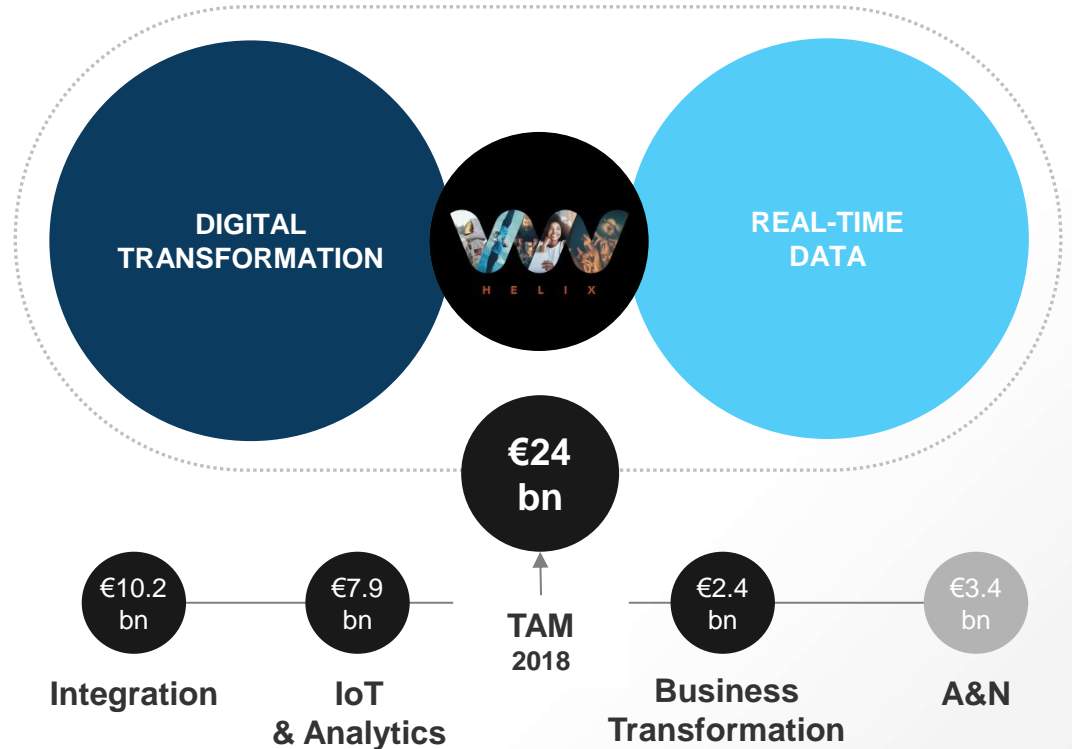 DIGITAL
TRANSFORMATION
HELIX
REAL-TIME
DATA
€24
bn
€10.2
bn
€7.9
bn
€2.4
bn
€3.4
bn
TAM
2018
Integration
IoT
& Analytics
Business
Transformation
A&N